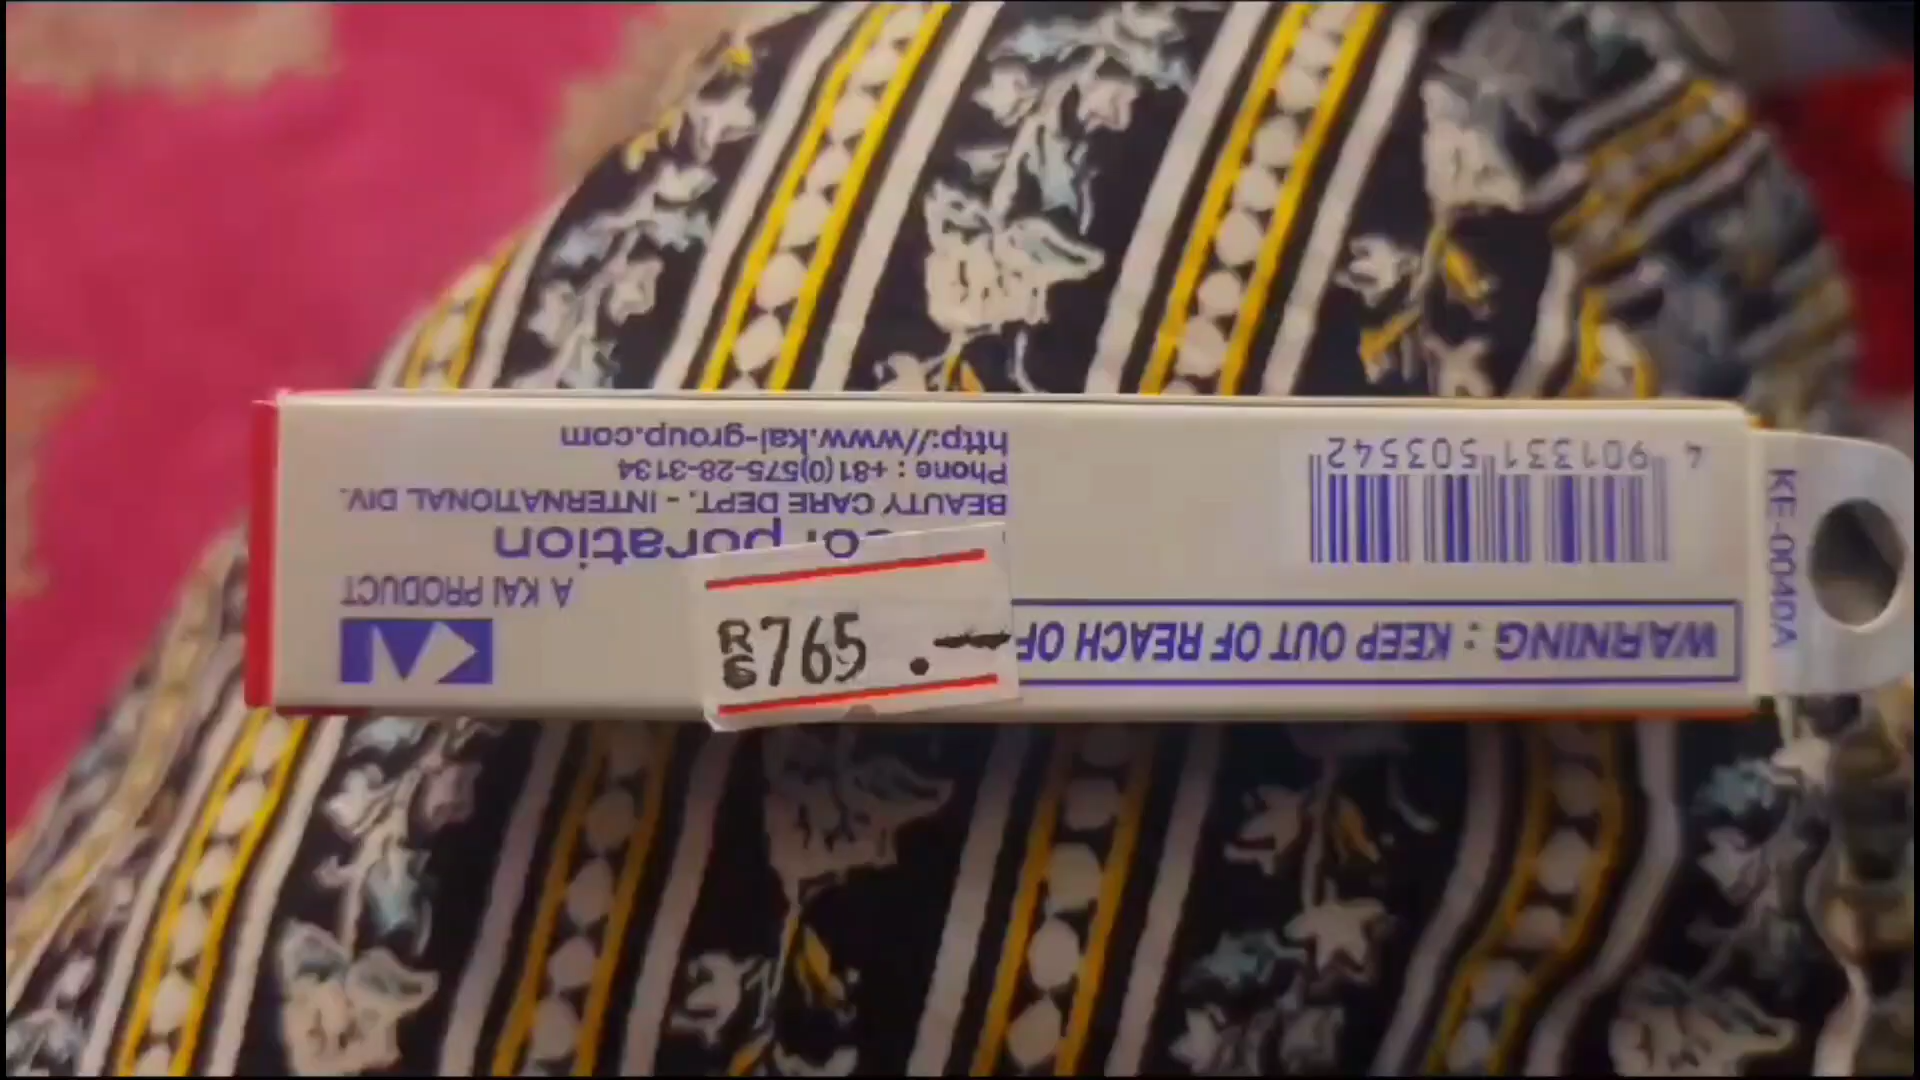 WARNING : KEEP OUT OF REACH OF
KAI
A KAI PRODUCT
corporation
BEAUTY CARE DEPT. - INTERNATIONAL DIV.
Phone : +81(0)575-28-3134
http://www.kai-group.com
4 901331 503542
KE-0040A
Rs 765.-